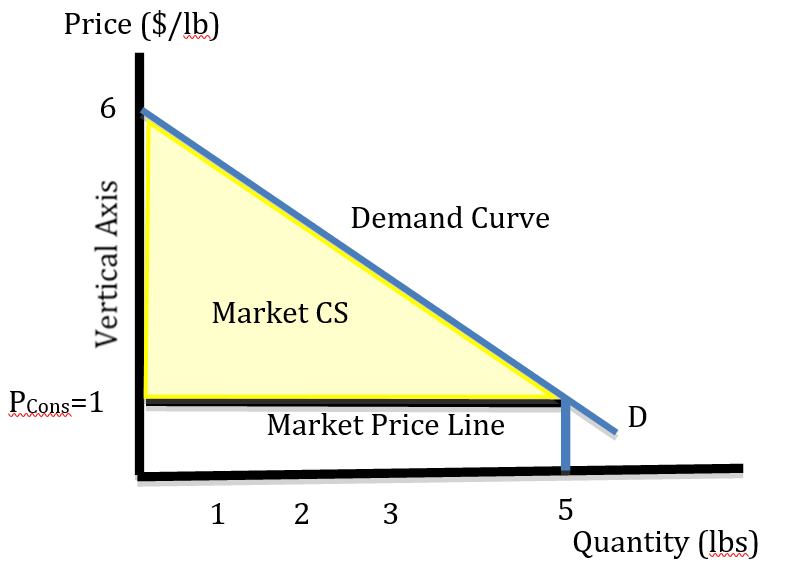 Price ($/lb)
6
Vertical Axis
Demand Curve
Market CS
PCons=1
D
Market Price Line
1 2 3 5
Quantity (lbs)